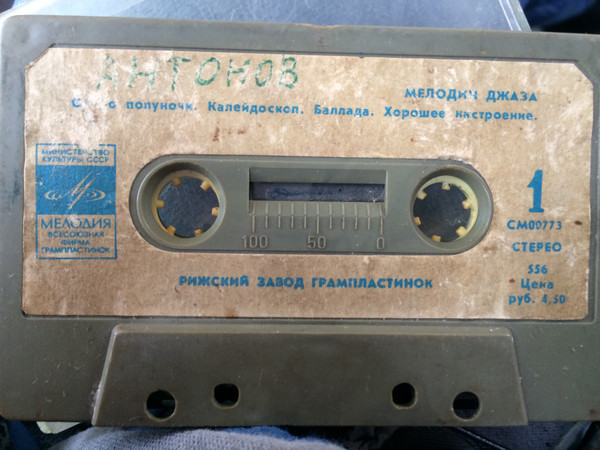 АНТОНОВ
МЕЛОДИИ ДЖАЗА
полуночи. Калейдоскоп. Баллада. Хорошее настроение.
МИНИСТЕРСТВО
КУЛЬТУРЫ СССР
МЕЛОДИЯ
ВСЕСОЮЗНАЯ
ФИРМА
ГРАМПЛАСТИНОК
1
СМ00773
СТЕРЕО
100 50 0
РИЖСКИЙ ЗАВОД ГРАМПЛАСТИНОК
556
Цена
руб. 4,50